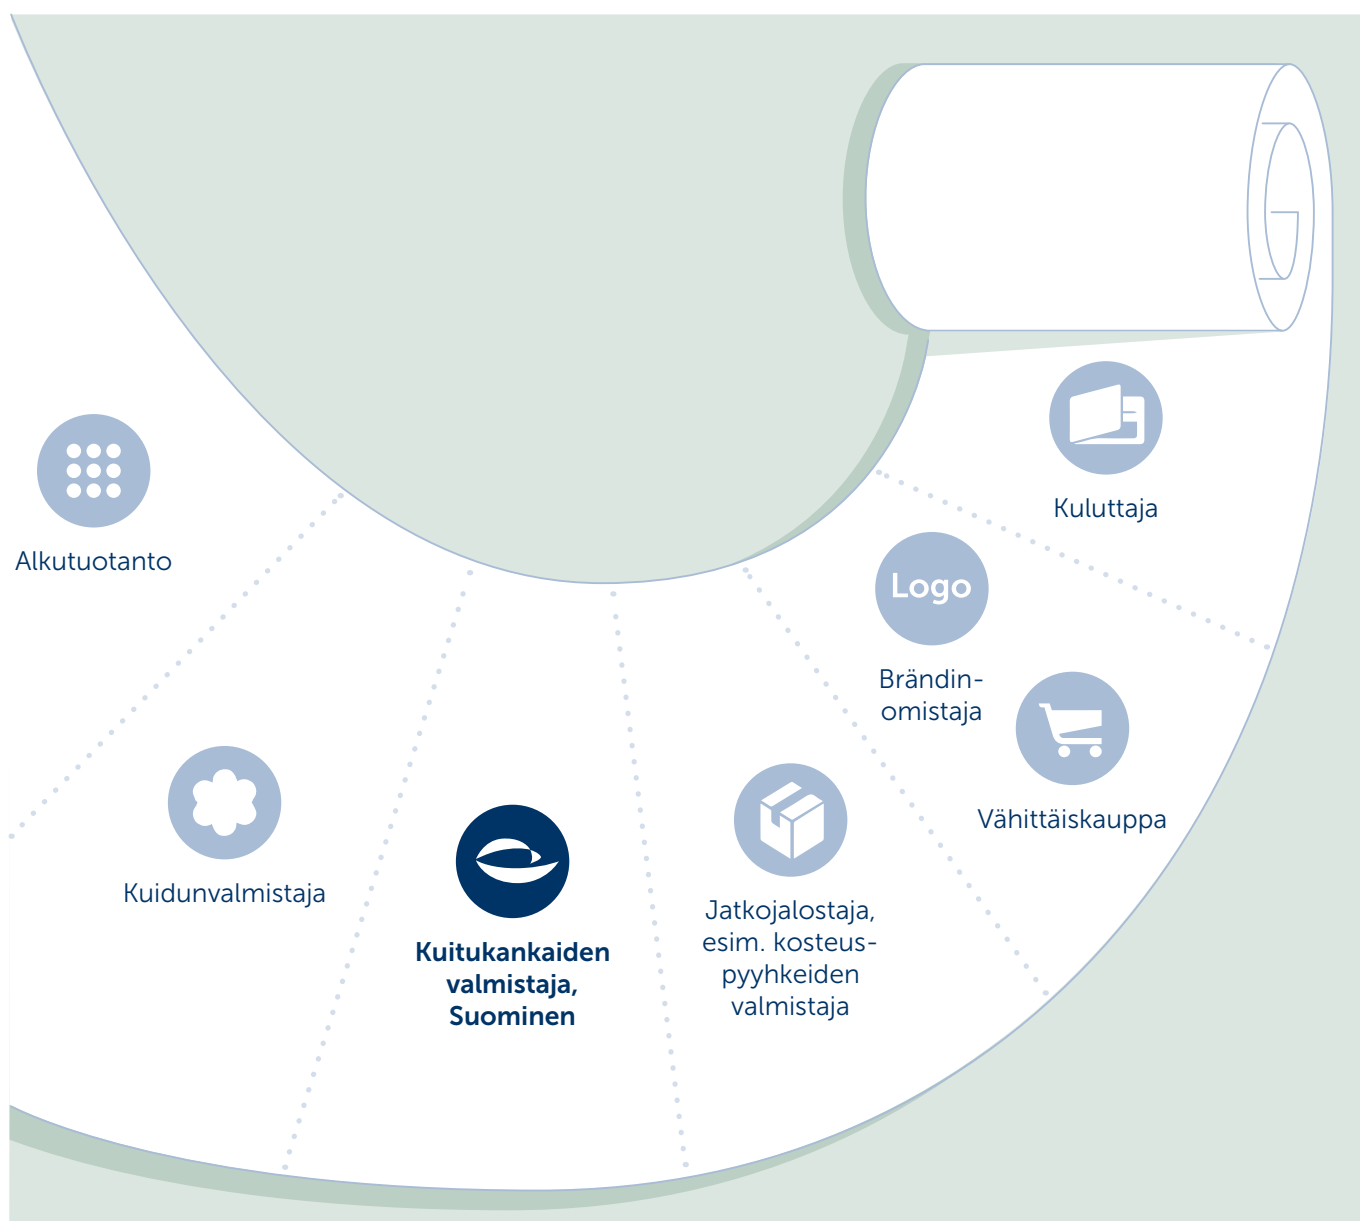 Alkutuotanto
Kuidunvalmistaja
Kuitukankaiden
valmistaja,
Suominen
Jatkojalostaja,
esim. kosteus-
pyyhkeiden
valmistaja
Logo
Brändin-
omistaja
Vähittäiskauppa
Kuluttaja